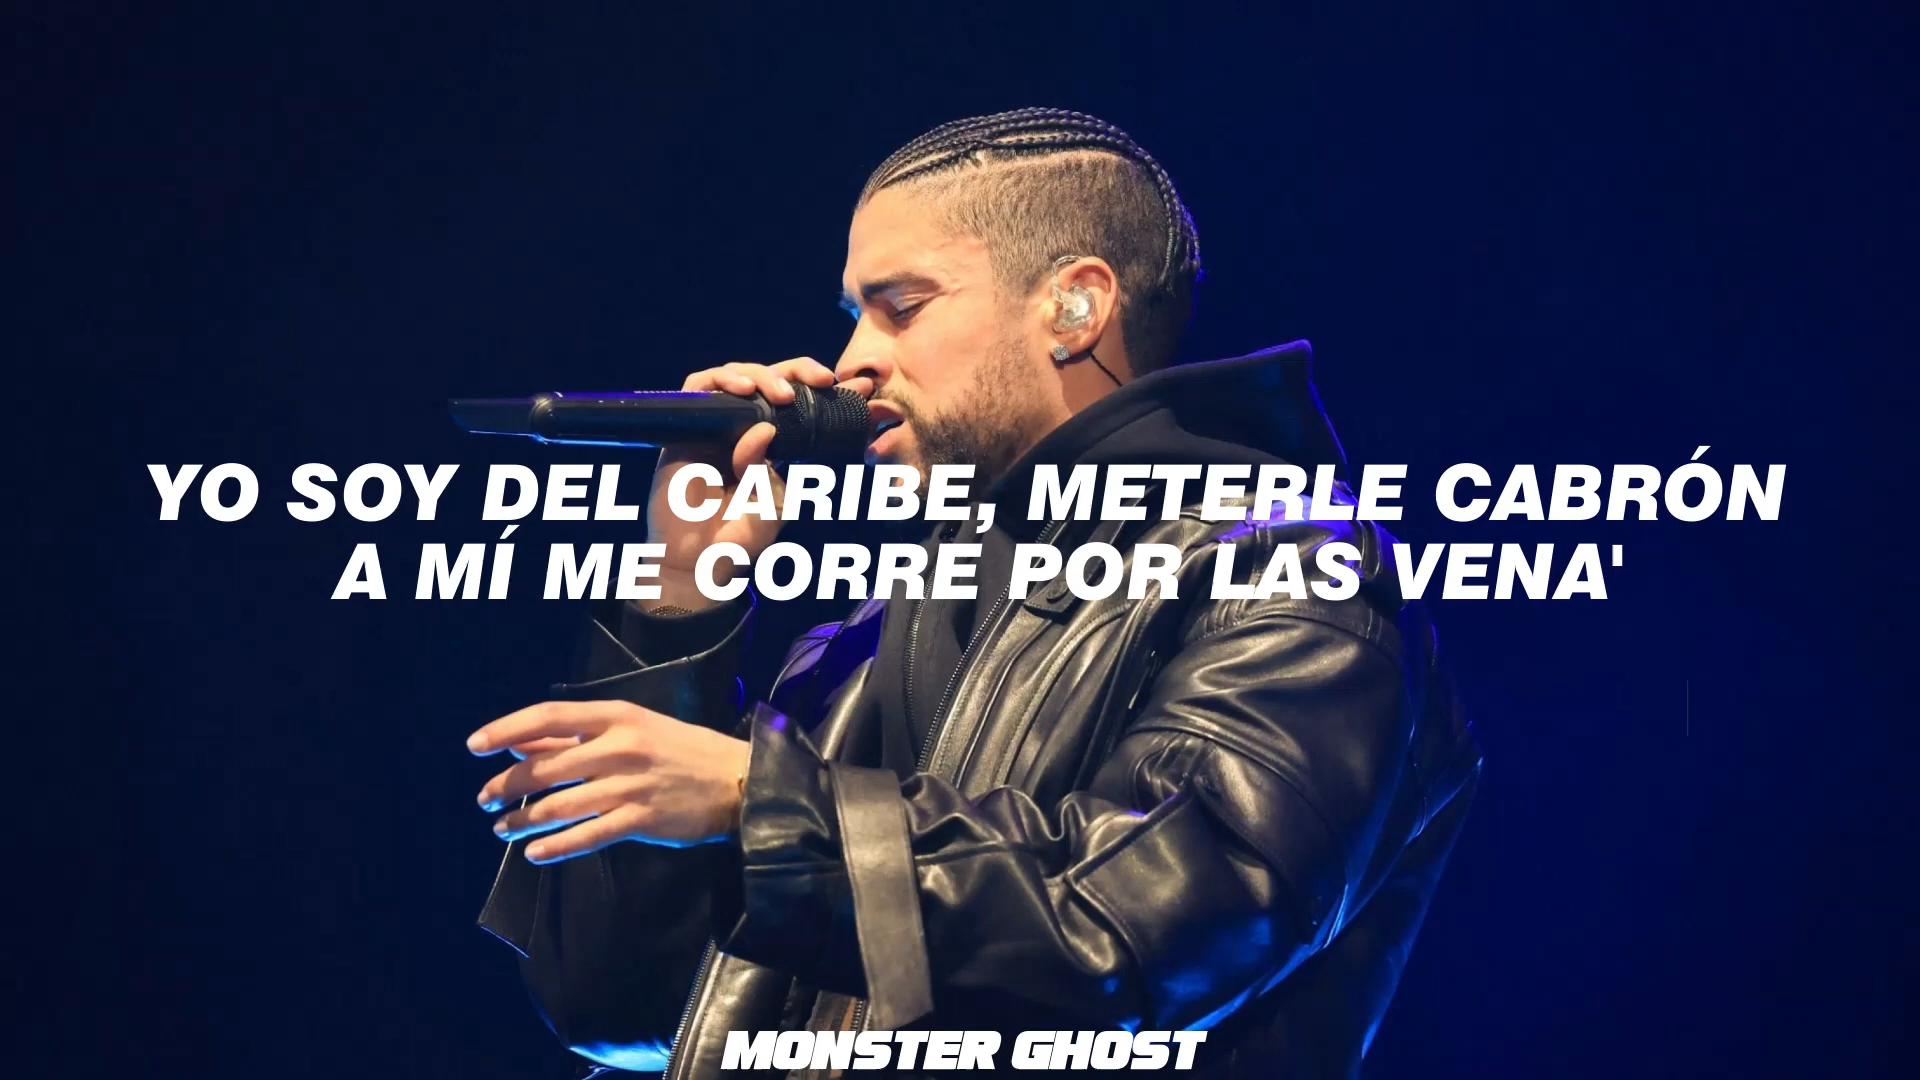 YO SOY DEL CARIBE, METERLE CABRÓN
A MÍ ME CORRE POR LAS VENA'
MONSTER GHOST